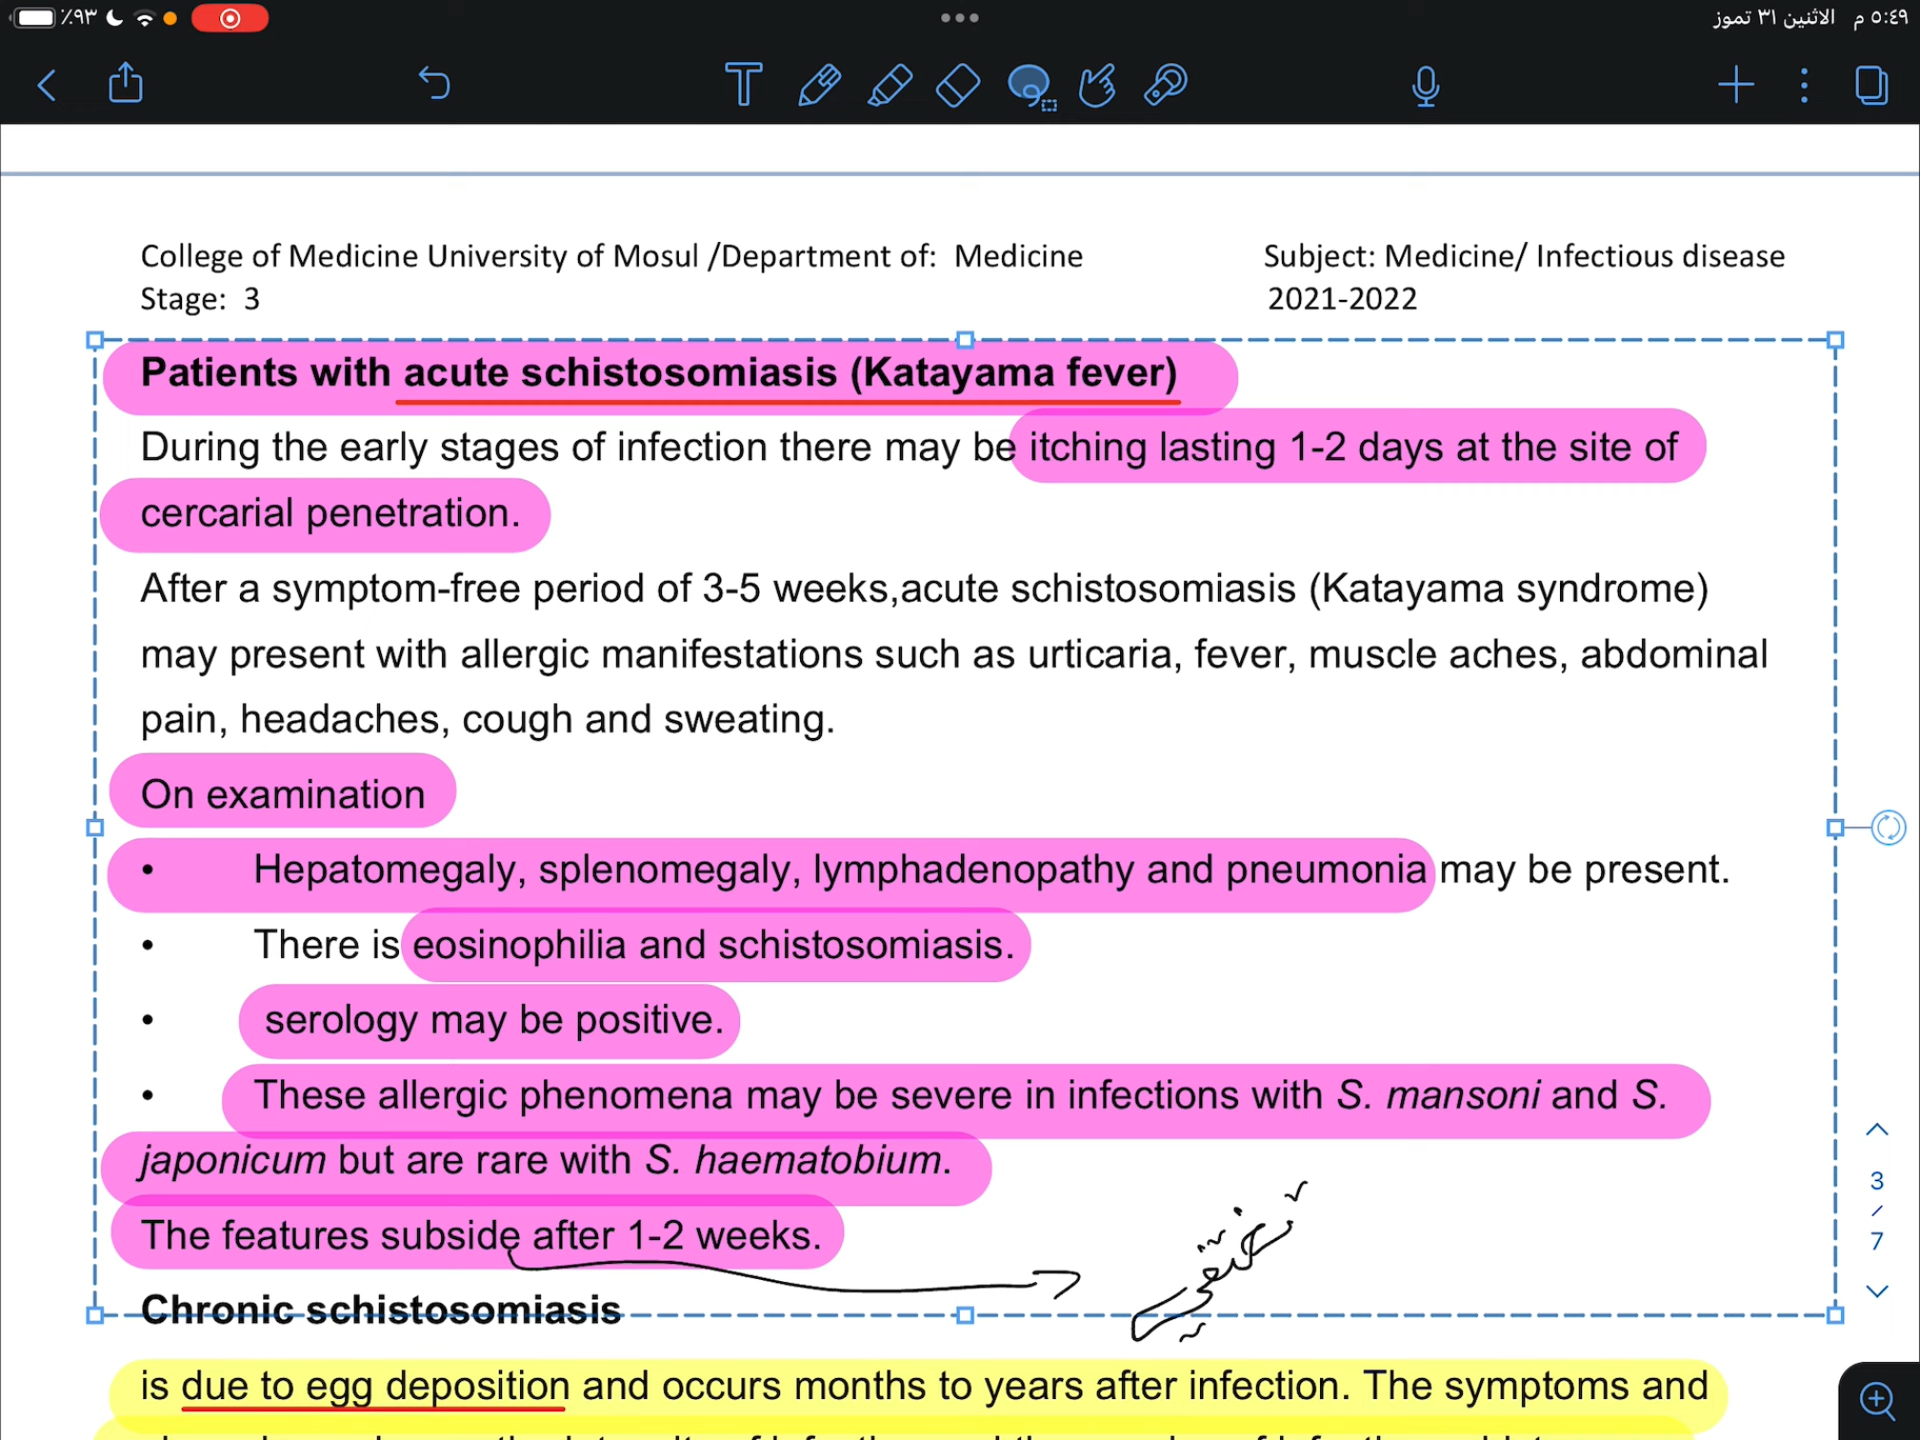 ٪٩٣
الاثنين ٣١ تموز ٥:٤٩ م
College of Medicine University of Mosul /Department of: Medicine Subject: Medicine/ Infectious disease
Stage: 3 2021-2022
Patients with acute schistosomiasis (Katayama fever)
During the early stages of infection there may be itching lasting 1-2 days at the site of
cercarial penetration.
After a symptom-free period of 3-5 weeks,acute schistosomiasis (Katayama syndrome)
may present with allergic manifestations such as urticaria, fever, muscle aches, abdominal
pain, headaches, cough and sweating.
On examination
• Hepatomegaly, splenomegaly, lymphadenopathy and pneumonia may be present.
• There is eosinophilia and schistosomiasis.
• serology may be positive.
• These allergic phenomena may be severe in infections with S. mansoni and S.
japonicum but are rare with S. haematobium.
The features subside after 1-2 weeks.
Chronic schistosomiasis
is due to egg deposition and occurs months to years after infection. The symptoms and
3
/
7